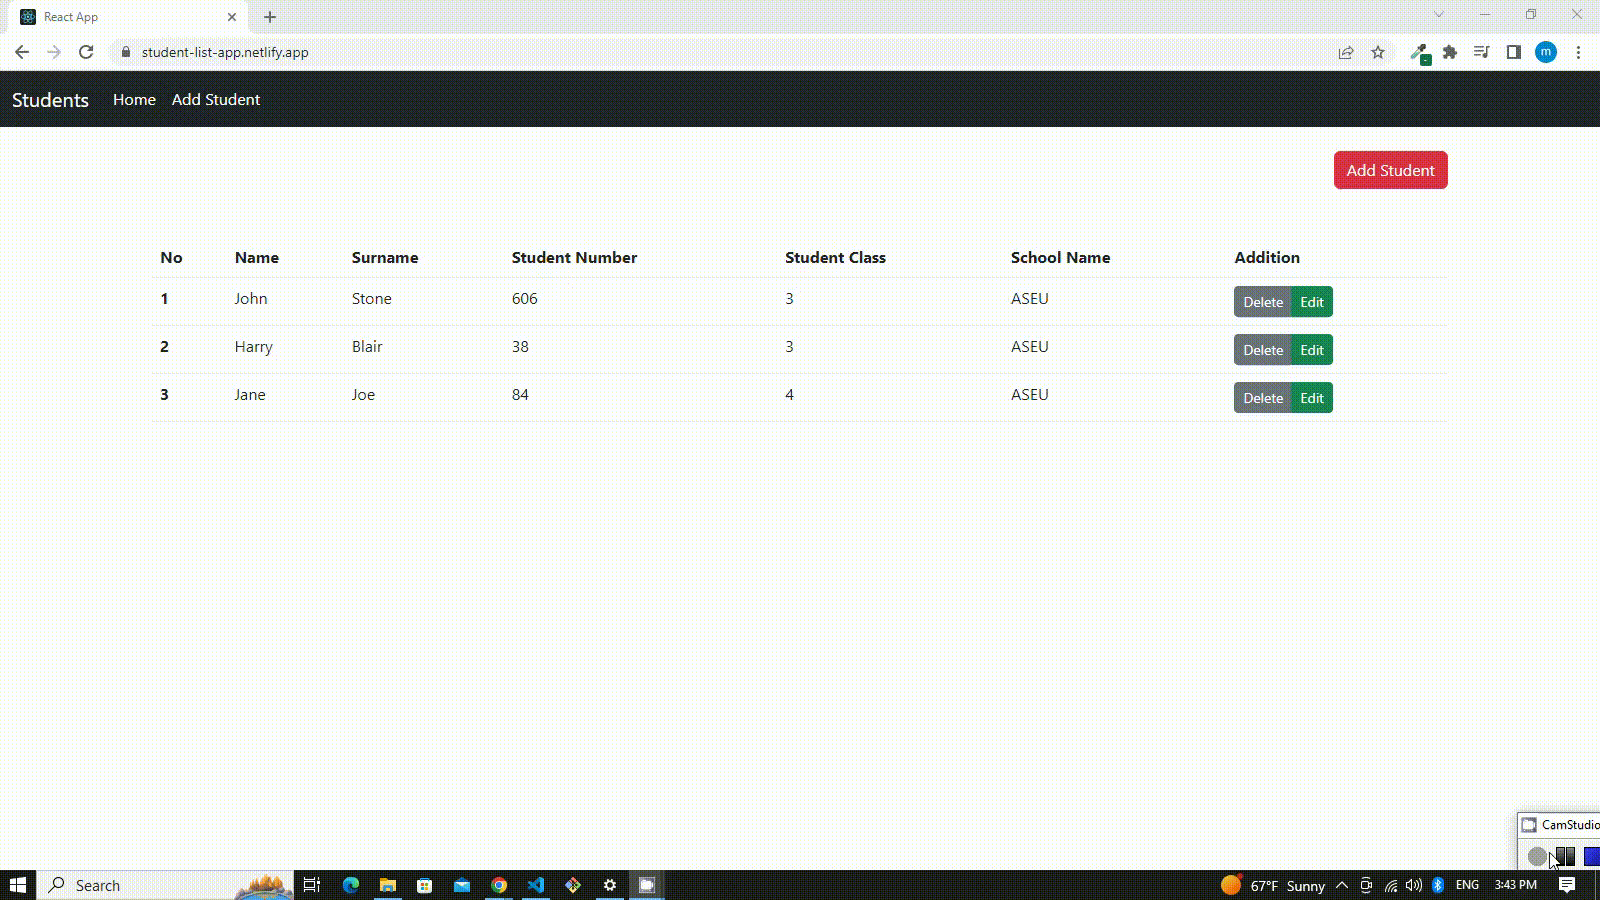 React App
student-list-app.netlify.app
m
Students Home Add Student
Add Student
No Name Surname Student Number Student Class School Name Addition
1 John Stone 606 3 ASEU Delete Edit
2 Harry Blair 38 3 ASEU Delete Edit
3 Jane Joe 84 4 ASEU Delete Edit
CamStudio
Search 67°F Sunny ENG 3:43 PM